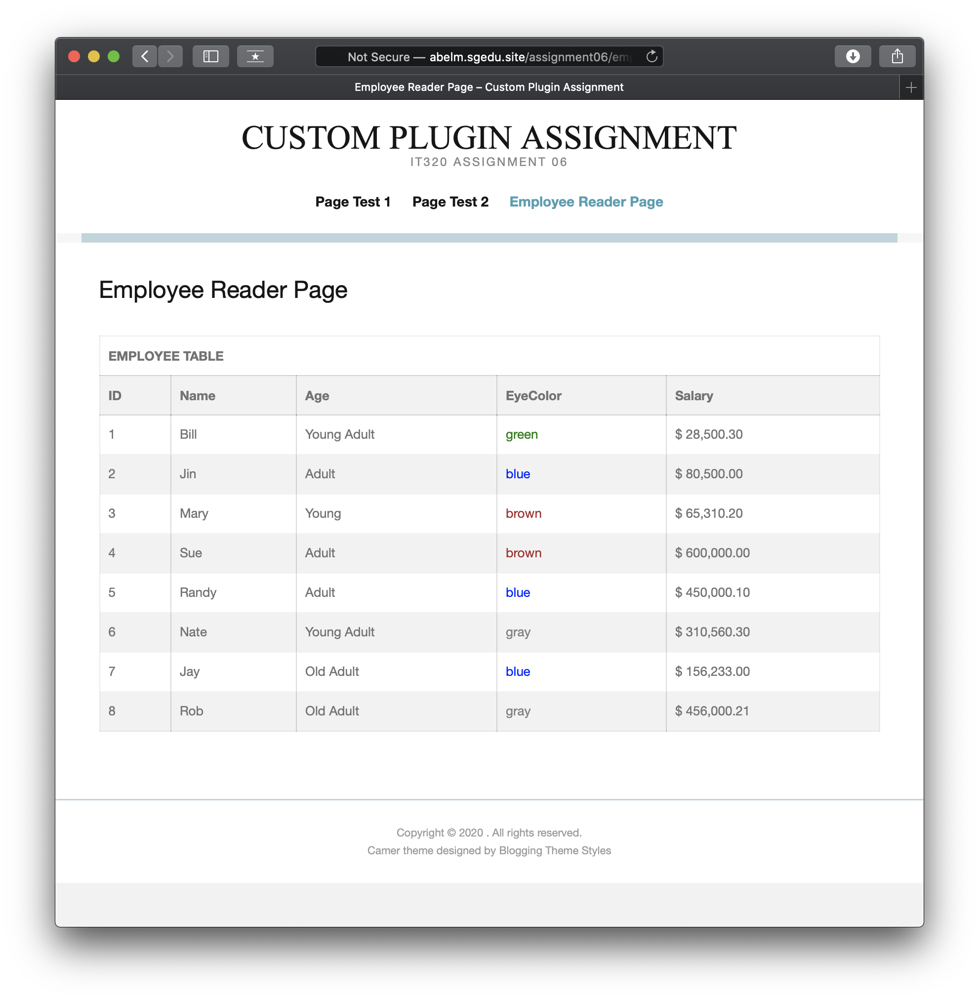 Not Secure — abelm.sgedu.site/assignment06/em
Employee Reader Page – Custom Plugin Assignment
CUSTOM PLUGIN ASSIGNMENT
IT320 ASSIGNMENT 06
Page Test 1 Page Test 2 Employee Reader Page
Employee Reader Page
EMPLOYEE TABLE
ID Name Age EyeColor Salary
1 Bill Young Adult green $ 28,500.30
2 Jin Adult blue $ 80,500.00
3 Mary Young brown $ 65,310.20
4 Sue Adult brown $ 600,000.00
5 Randy Adult blue $ 450,000.10
6 Nate Young Adult gray $ 310,560.30
7 Jay Old Adult blue $ 156,233.00
8 Rob Old Adult gray $ 456,000.21
Copyright © 2020 . All rights reserved.
Camer theme designed by Blogging Theme Styles